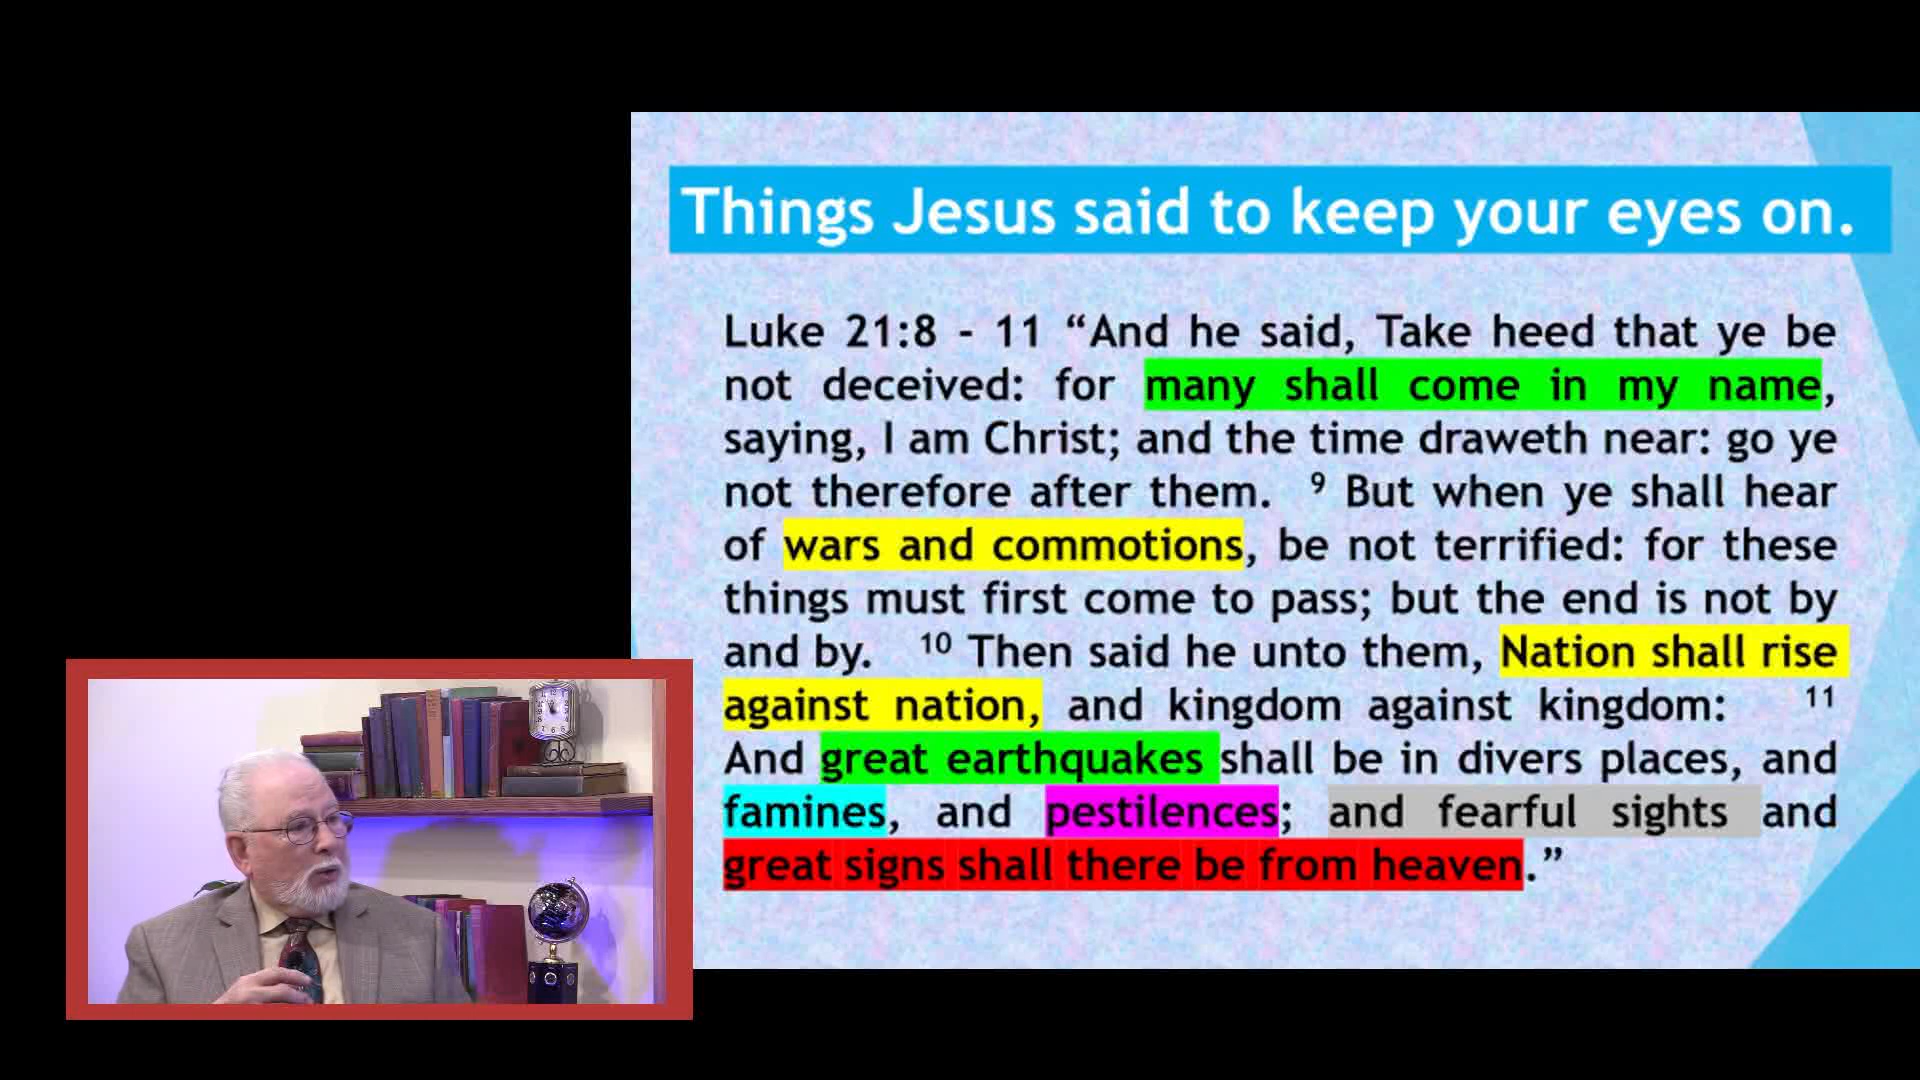 Things Jesus said to keep your eyes on.
Luke 21:8 - 11 “And he said, Take heed that ye be
not deceived: for many shall come in my name,
saying, I am Christ; and the time draweth near: go ye
not therefore after them. ⁹ But when ye shall hear
of wars and commotions, be not terrified: for these
things must first come to pass; but the end is not by
and by. ¹⁰ Then said he unto them, Nation shall rise
against nation, and kingdom against kingdom: ¹¹
And great earthquakes shall be in divers places, and
famines, and pestilences; and fearful sights and
great signs shall there be from heaven.”